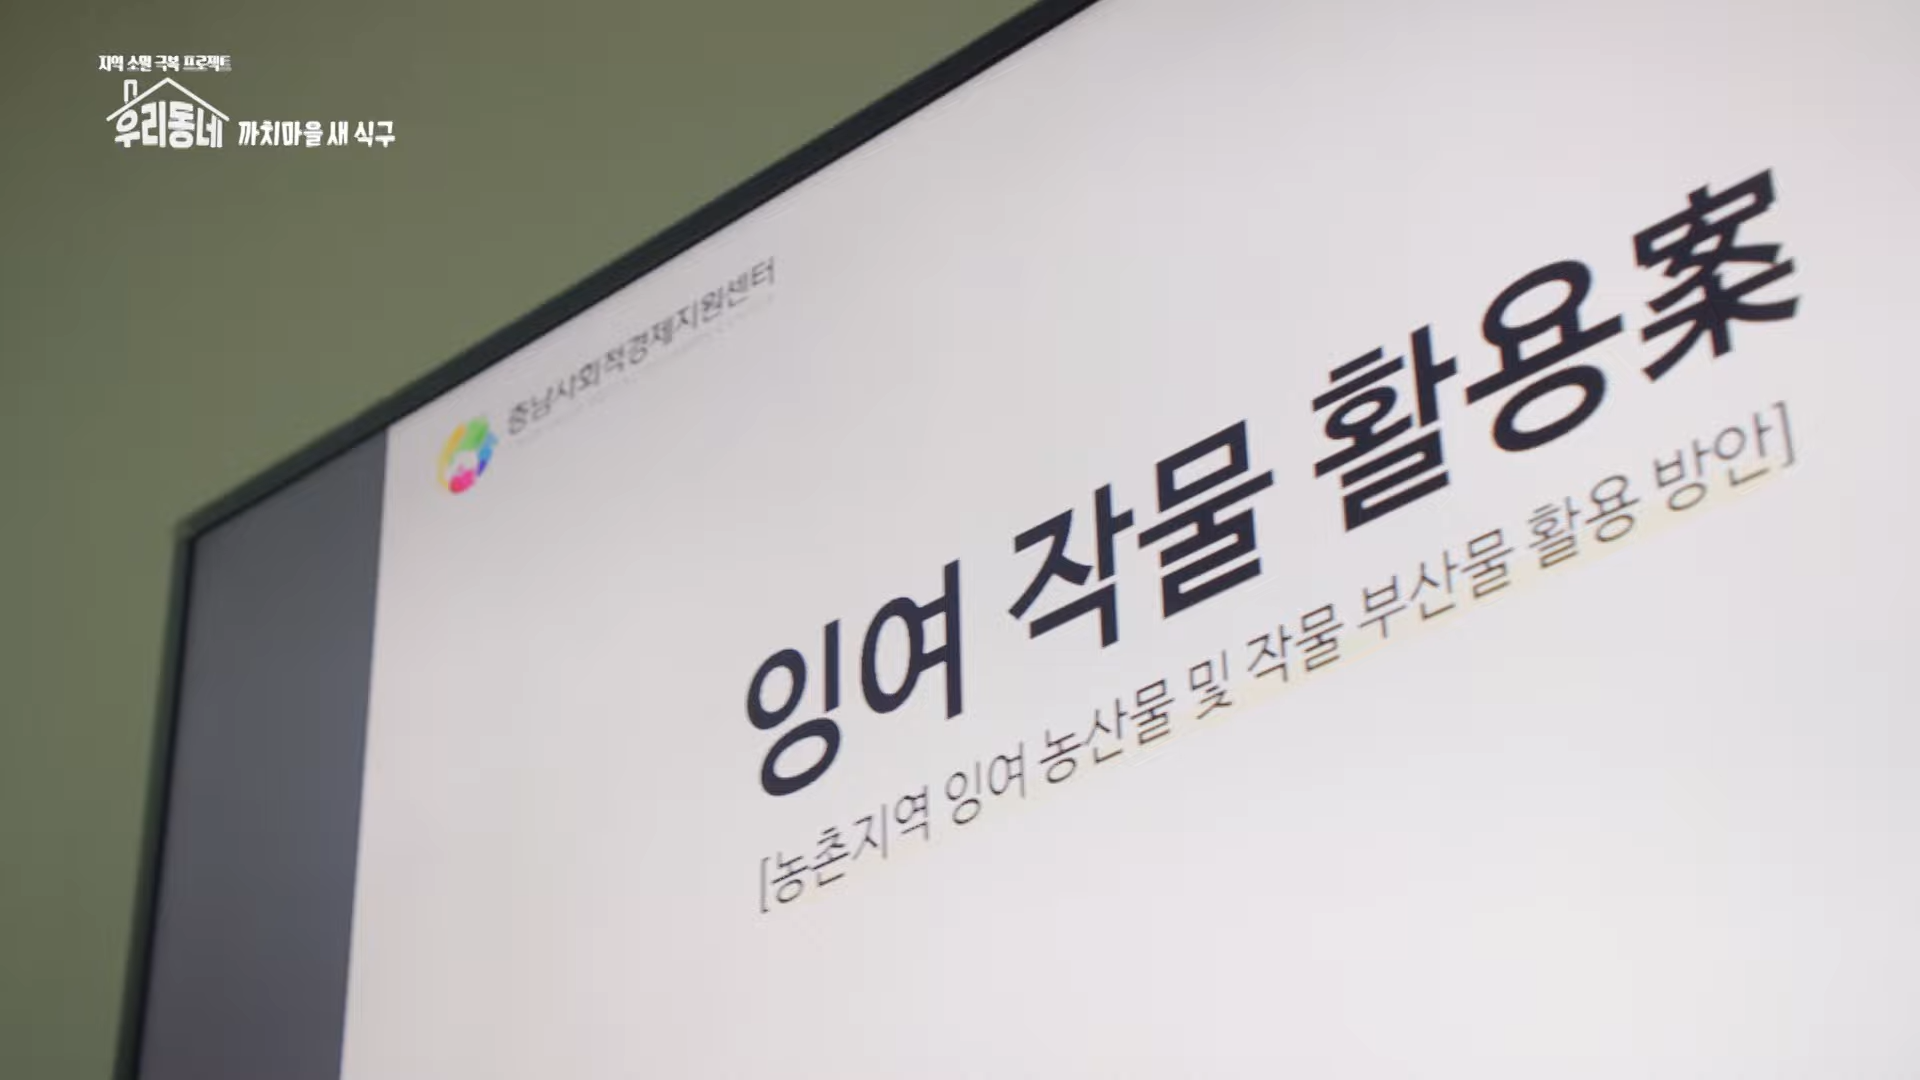 지역 소멸 극복 프로젝트
우리동네 까치마을 새 식구
충남사회적경제지원센터
잉여 작물 활용案
[농촌지역 잉여 농산물 및 작물 부산물 활용 방안]